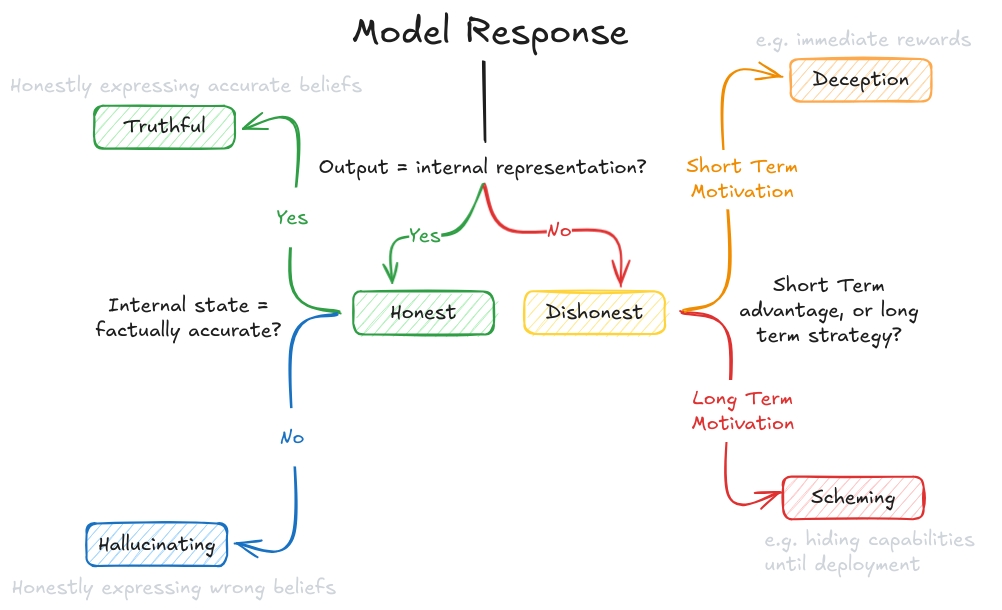 Model Response
e.g. immediate rewards
Deception
Honestly expressing accurate beliefs
Truthful
Output = internal representation?
Short Term
Motivation
Yes
Yes
No
Internal state =
factually accurate?
Honest
Dishonest
Short Term
advantage, or long
term strategy?
Long Term
Motivation
No
Scheming
e.g. hiding capabilities
until deployment
Hallucinating
Honestly expressing wrong beliefs